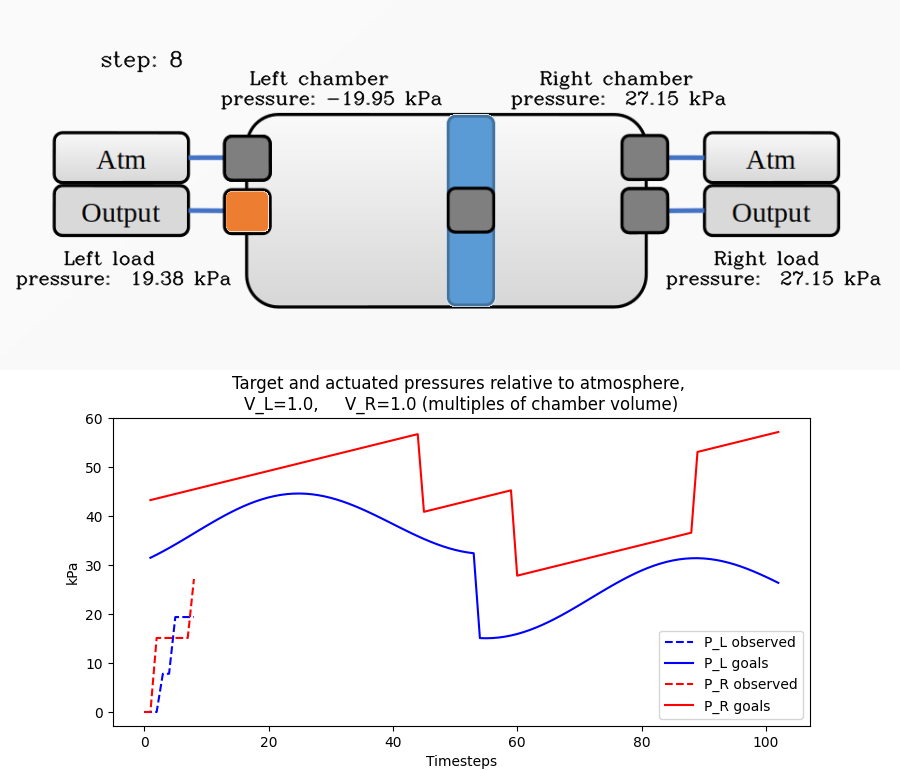 step: 8
Left chamber
pressure: −19.95 kPa
Right chamber
pressure: 27.15 kPa
Atm
Output
Atm
Output
Left load
pressure: 19.38 kPa
Right load
pressure: 27.15 kPa
Target and actuated pressures relative to atmosphere,
V_L=1.0, V_R=1.0 (multiples of chamber volume)
60
50
40
30
20
10
0
kPa
P_L observed
P_L goals
P_R observed
P_R goals
0 20 40 60 80 100
Timesteps